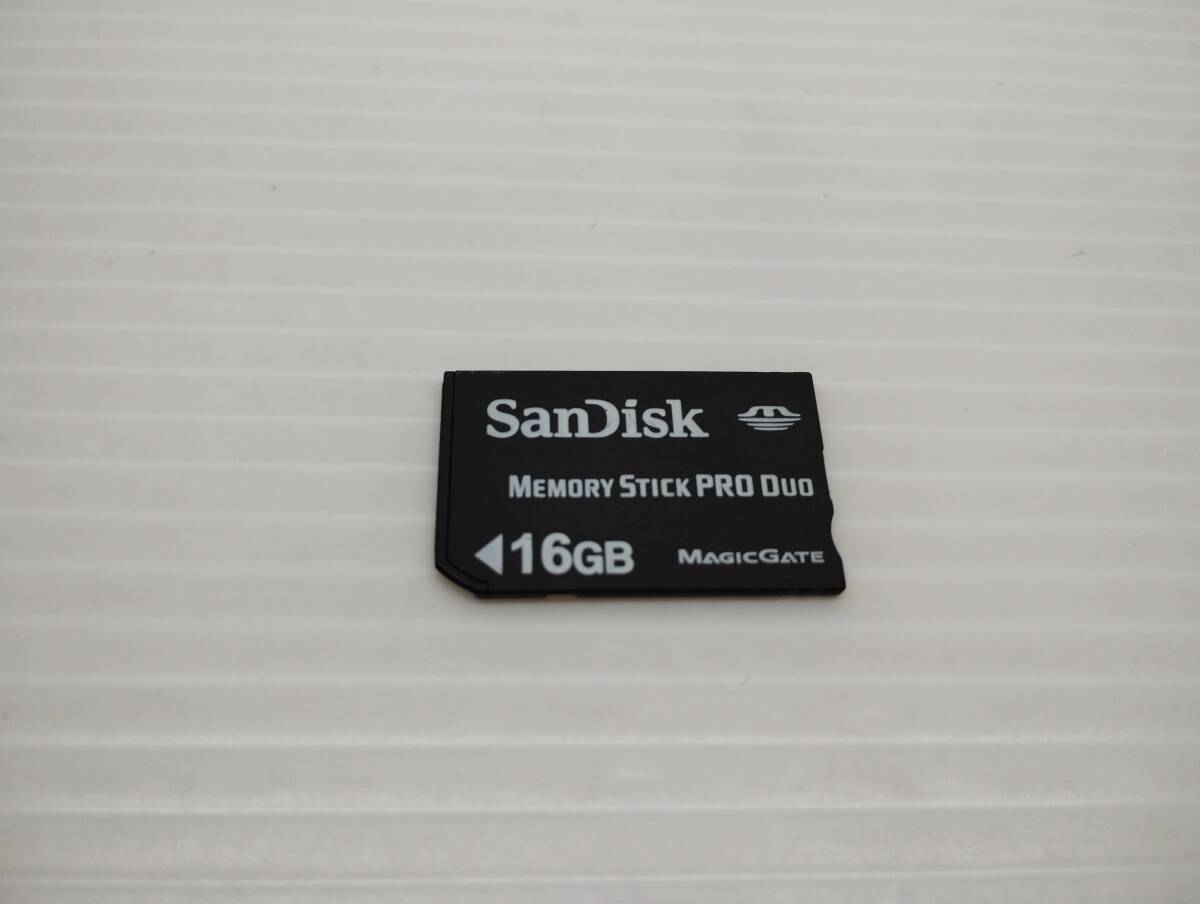 SanDisk
MEMORY STICK PRO DUO
16GB MAGICGATE